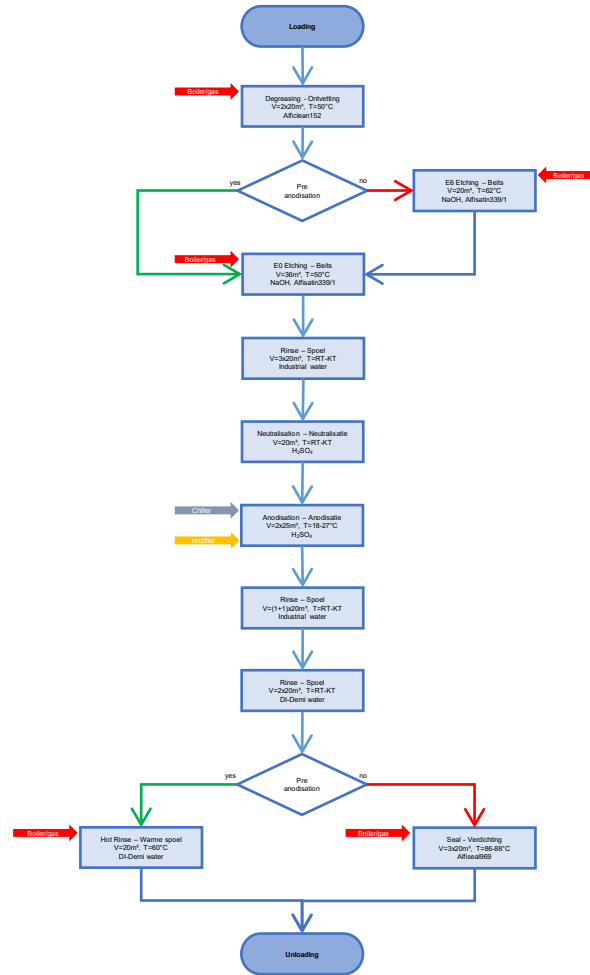 Loading
Boiler/gas
Degreasing - Ontvetting
V=2x20m³, T=50°C
Alficlean152
yes
Pre
anodisation
no
Boiler/gas
E6 Etching – Beits
V=20m³, T=62°C
NaOH, Alfisatin339/1
Boiler/gas
E0 Etching – Beits
V=36m³, T=50°C
NaOH, Alfisatin339/1
Rinse – Spoel
V=3x20m³, T=RT-KT
Industrial water
Neutralisation – Neutralisatie
V=20m³, T=RT-KT
H₂SO₄
Chiller
rectifier
Anodisation – Anodisatie
V=2x25m³, T=18-27°C
H₂SO₄
Rinse – Spoel
V=(1+1)x20m³, T=RT-KT
Industrial water
Rinse – Spoel
V=2x20m³, T=RT-KT
DI-Demi water
yes
Pre
anodisation
no
Boiler/gas
Hot Rinse – Warme spoel
V=20m³, T=60°C
DI-Demi water
Boiler/gas
Seal - Verdichting
V=3x20m³, T=86-88°C
Alfiseal969
Unloading